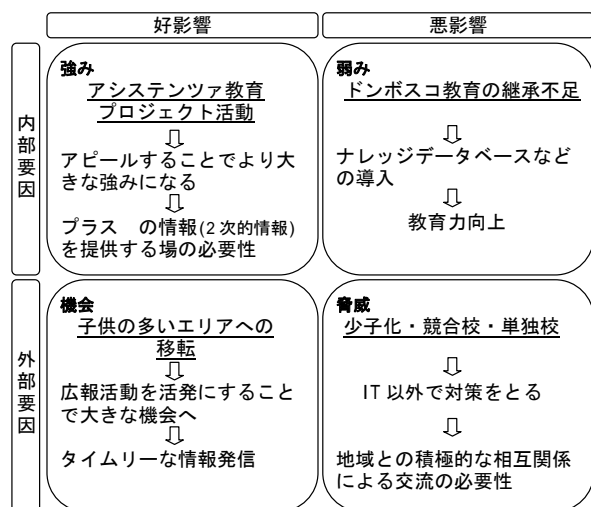 好影響
悪影響
内部要因
強み
アシステンツァ教育
プロジェクト活動
⇩
アピールすることでより大
きな強みになる
⇩
プラス　の情報(2次的情報)
を提供する場の必要性
弱み
ドンボスコ教育の継承不足
⇩
ナレッジデータベースなど
の導入
⇩
教育力向上
外部要因
機会
子供の多いエリアへの
移転
⇩
広報活動を活発にすること
で大きな機会へ
⇩
タイムリーな情報発信
脅威
少子化・競合校・単独校
⇩
IT以外で対策をとる
⇩
地域との積極的な相互関係
による交流の必要性